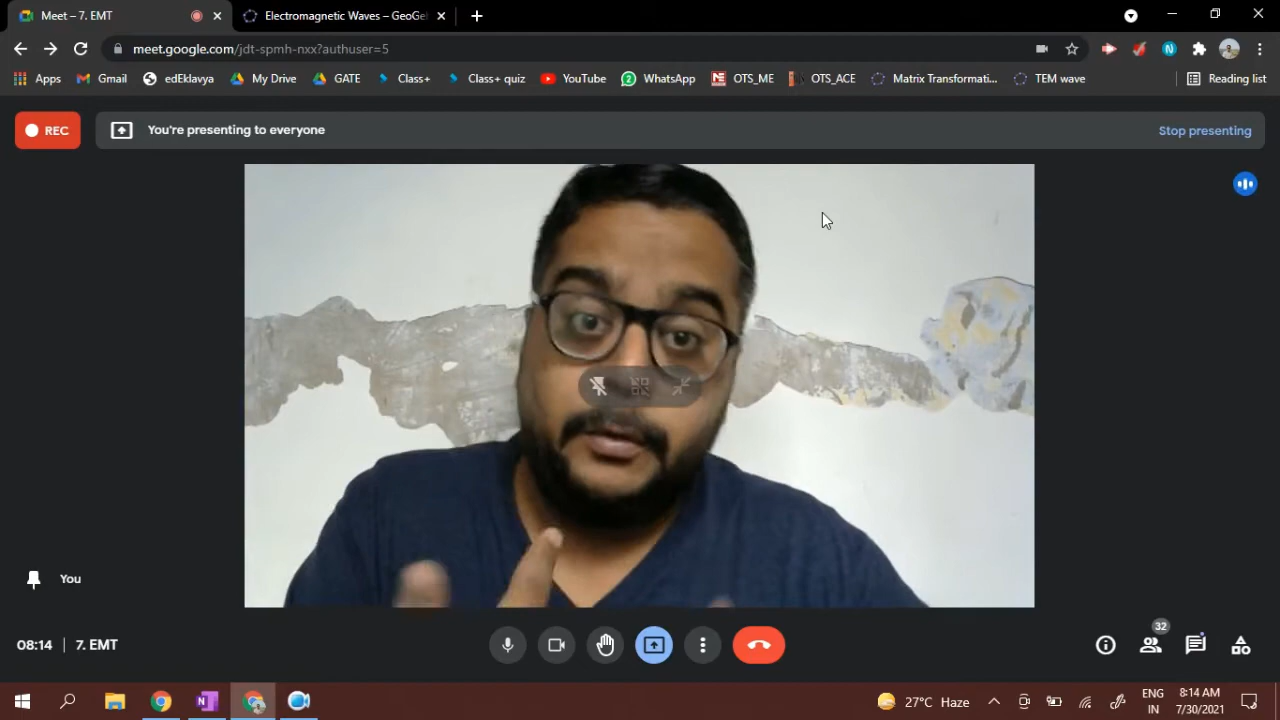 Meet – 7. EMT
Electromagnetic Waves – GeoGe
meet.google.com/jdt-spmh-nxx?authuser=5
Apps Gmail edEklavya My Drive GATE Class+ Class+ quiz YouTube WhatsApp OTS_ME OTS_ACE Matrix Transformati... TEM wave Reading list
REC You're presenting to everyone Stop presenting
You
32
08:14 | 7. EMT
27°C Haze ENG 8:14 AM
IN 7/30/2021